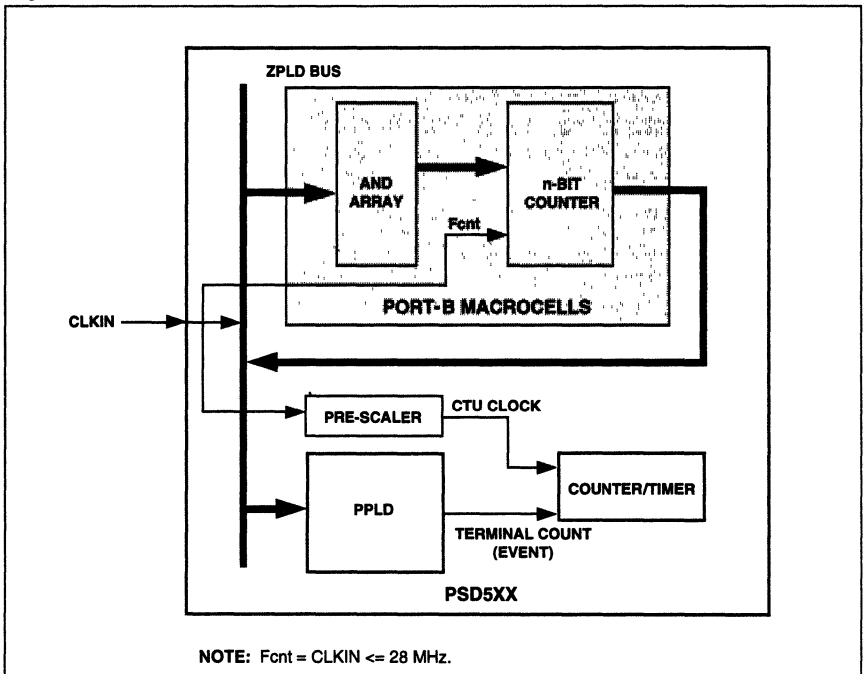 ZPLD BUS
AND
ARRAY
n-BIT
COUNTER
Fcnt
PORT-B MACROCELLS
CLKIN
PRE-SCALER
CTU CLOCK
COUNTER/TIMER
PPLD
TERMINAL COUNT
(EVENT)
PSD5XX
NOTE: Fcnt = CLKIN <= 28 MHz.